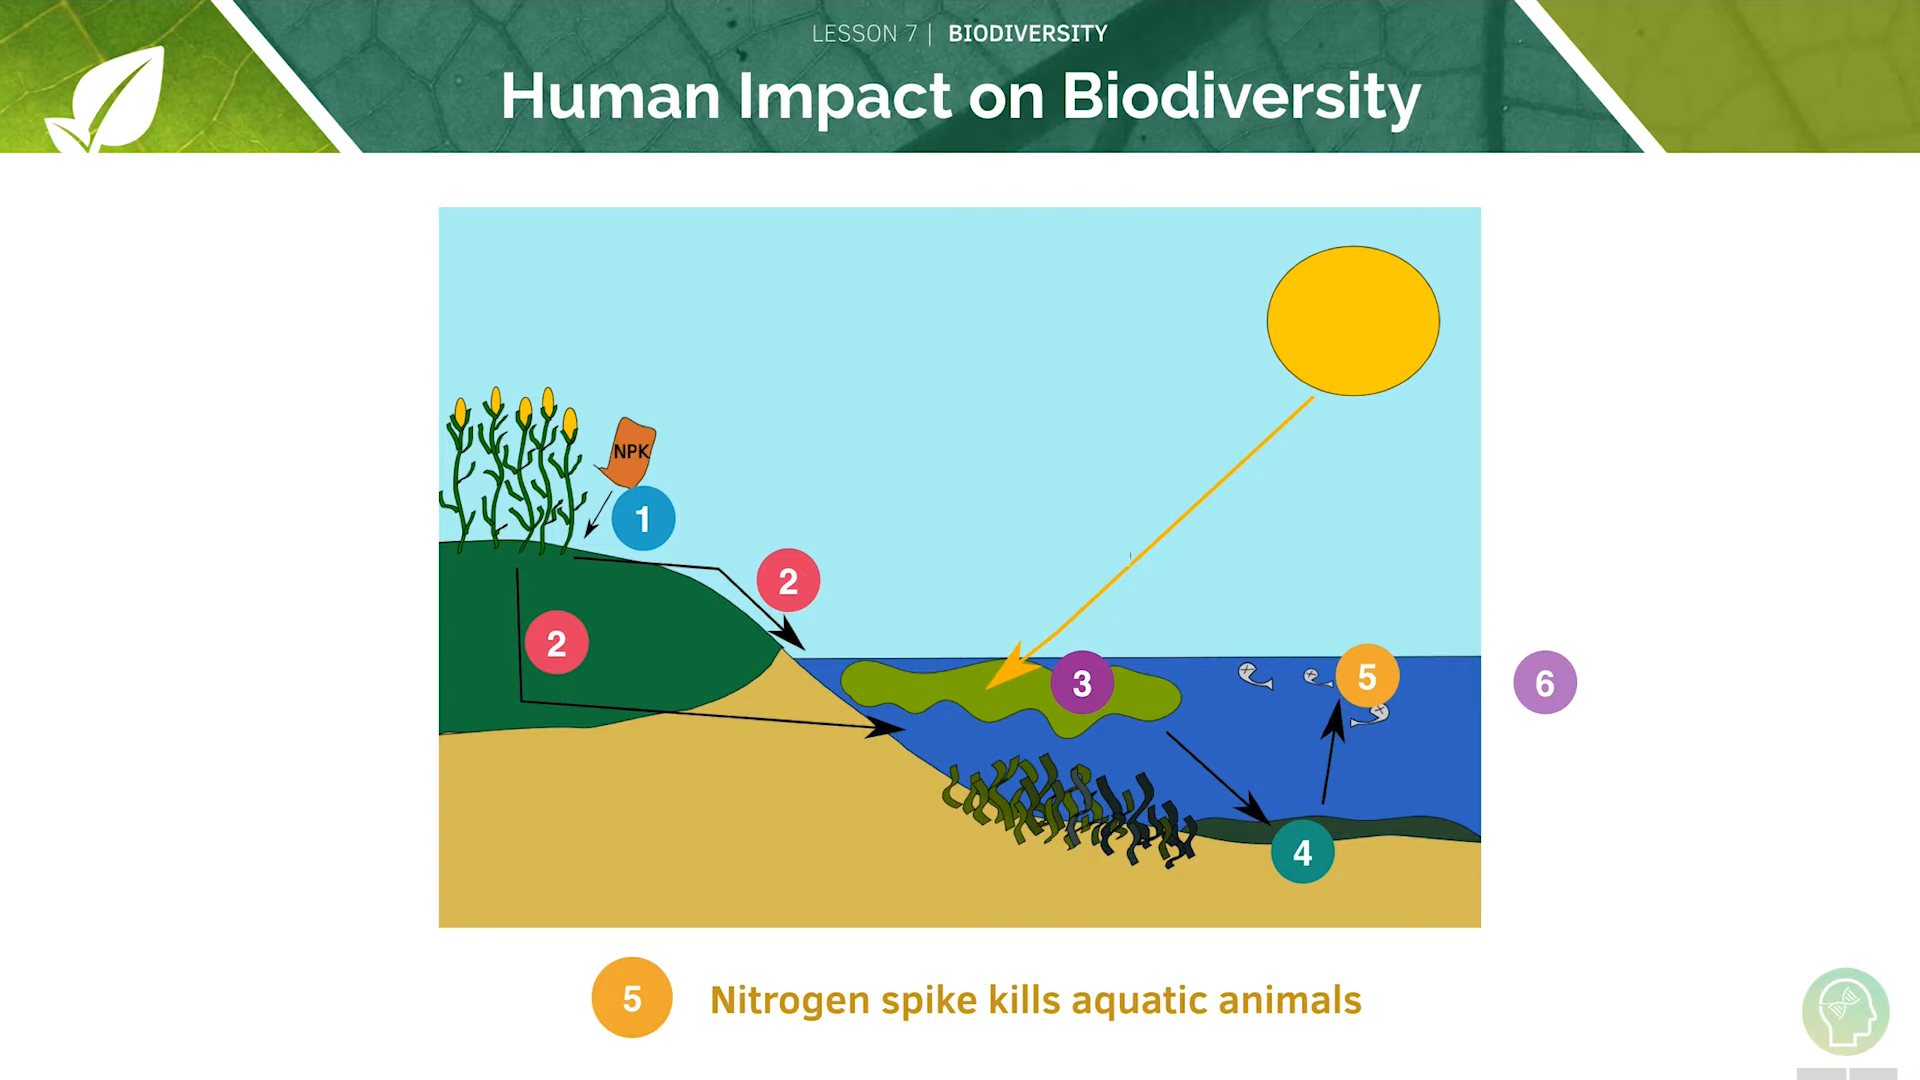 LESSON 7 | BIODIVERSITY
Human Impact on Biodiversity
NPK
1
2
2
3
5
6
4
5 Nitrogen spike kills aquatic animals